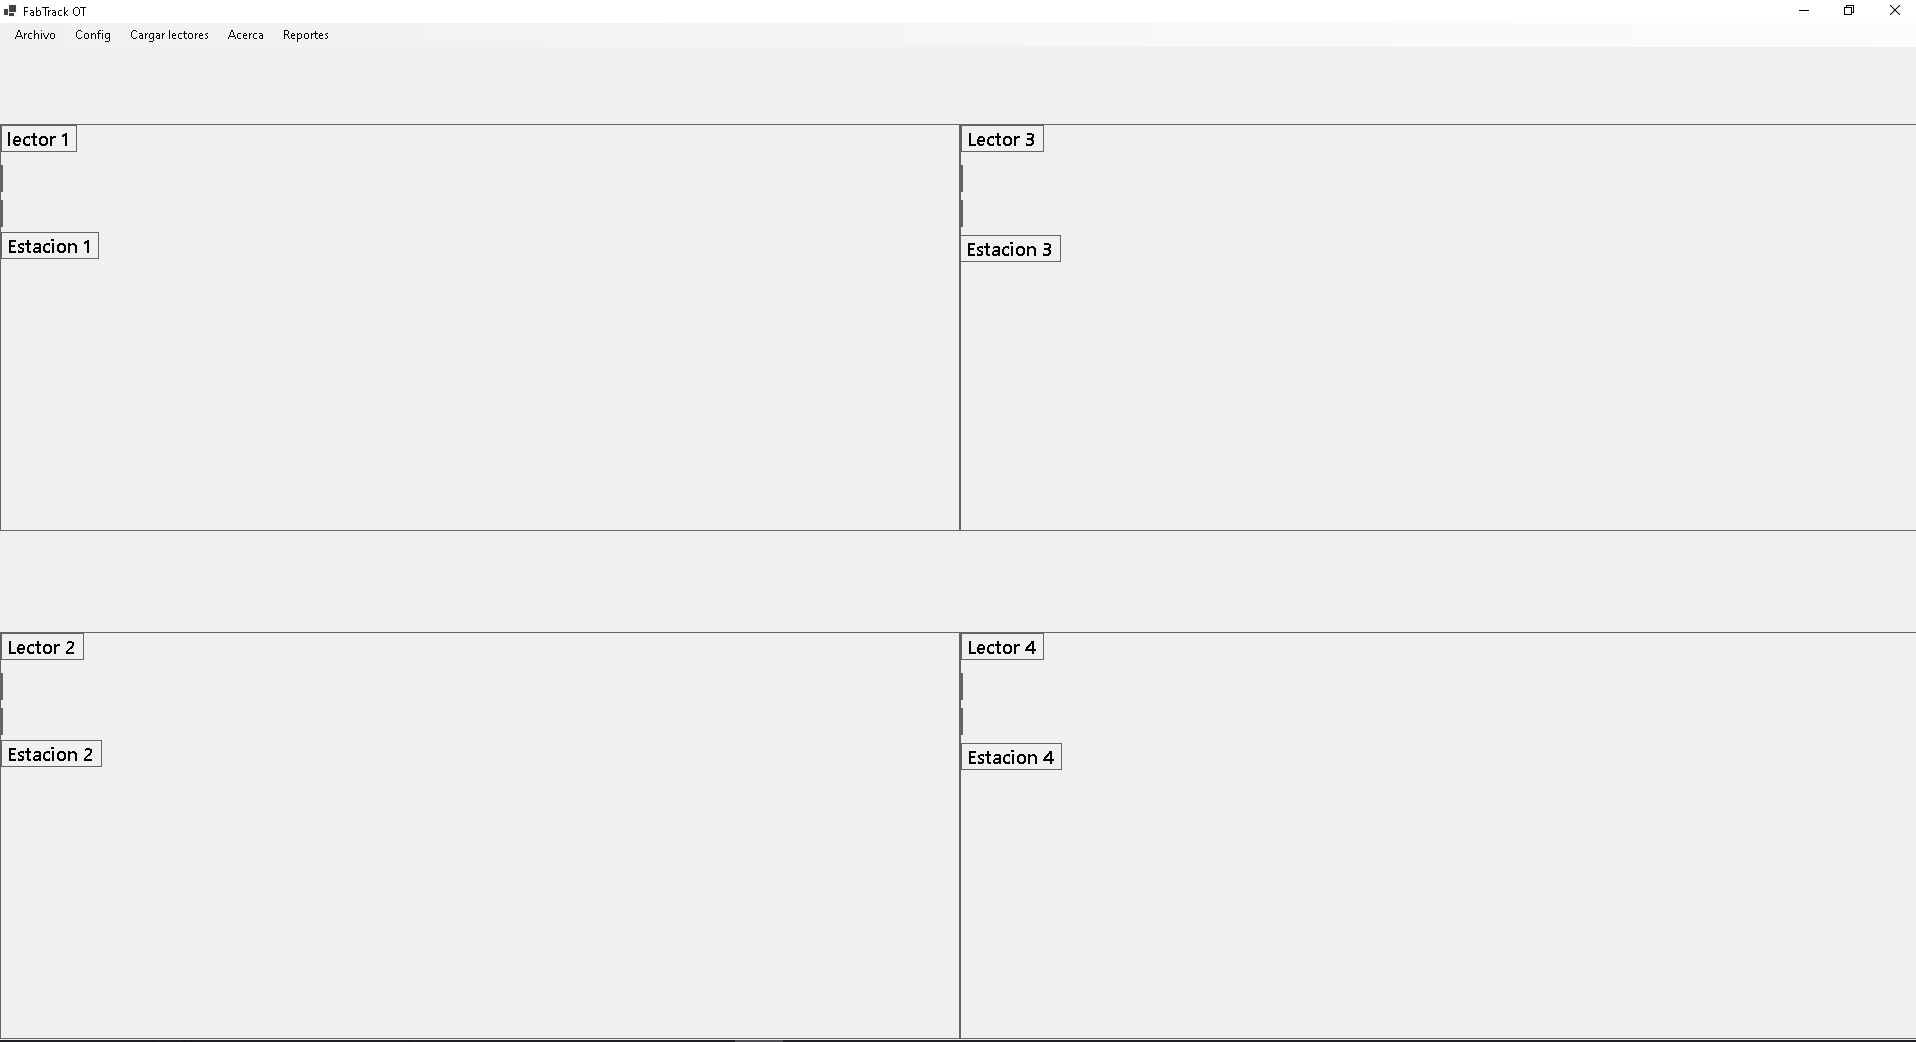 FabTrack OT
Archivo Config Cargar lectores Acerca Reportes
lector 1
Estacion 1
Lector 3
Estacion 3
Lector 2
Estacion 2
Lector 4
Estacion 4